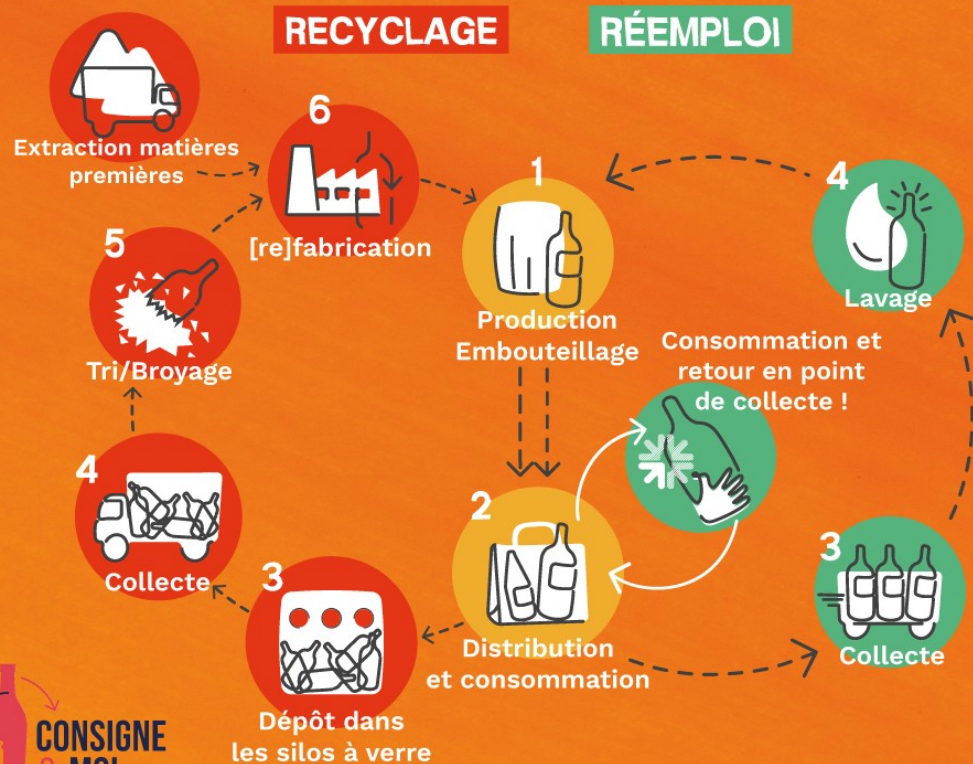 RECYCLAGE
RÉEMPLOI
Extraction matières
premières
6
[re]fabrication
1
Production
Embouteillage
4
Lavage
5
Tri/Broyage
Consommation et
retour en point
de collecte !
4
Collecte
2
Distribution
et consommation
3
Collecte
3
Dépôt dans
les silos à verre
CONSIGNE
& MOI